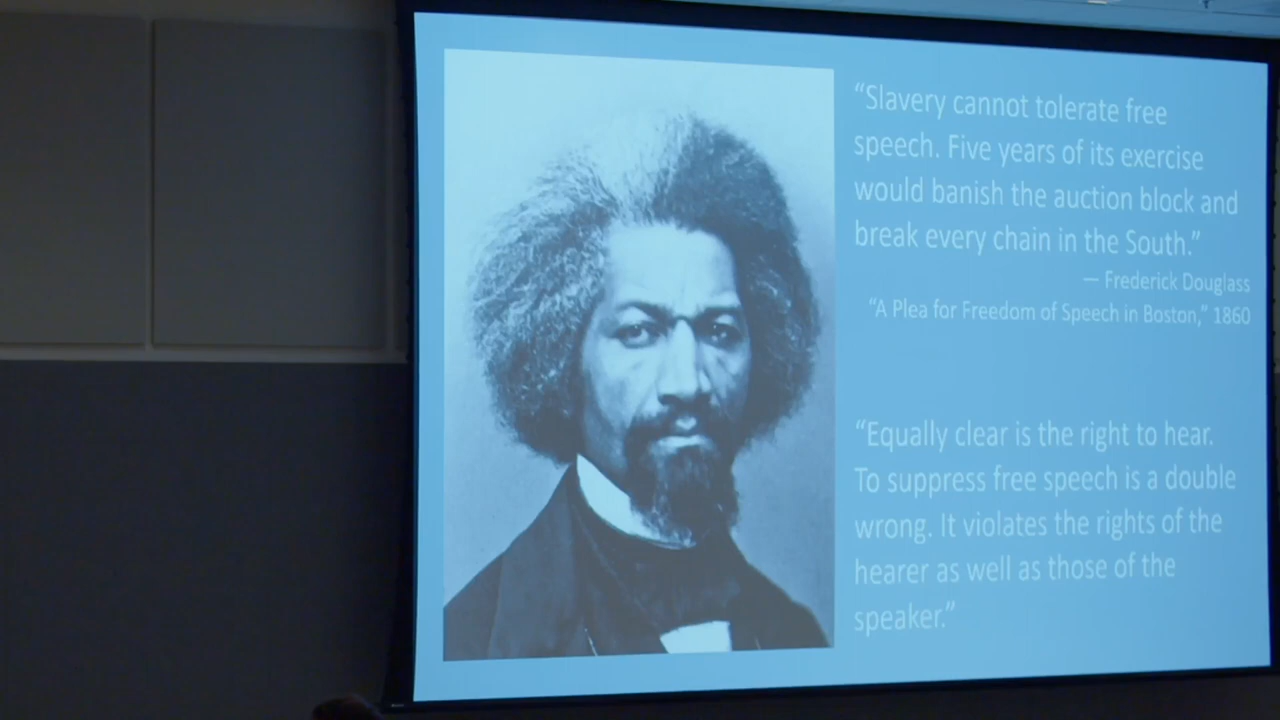 “Slavery cannot tolerate free
speech. Five years of its exercise
would banish the auction block and
break every chain in the South.”
— Frederick Douglass
“A Plea for Freedom of Speech in Boston,” 1860
“Equally clear is the right to hear.
To suppress free speech is a double
wrong. It violates the rights of the
hearer as well as those of the
speaker.”